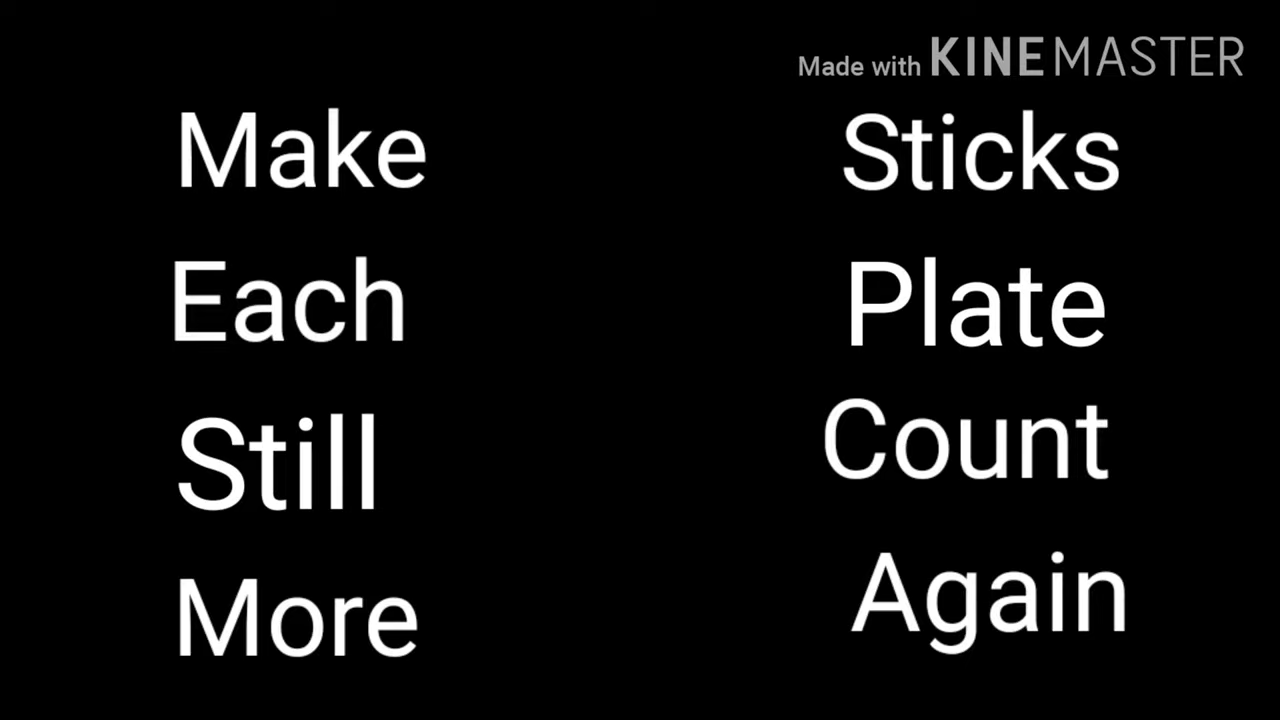 Made with KINEMASTER
Make
Each
Still
More
Sticks
Plate
Count
Again